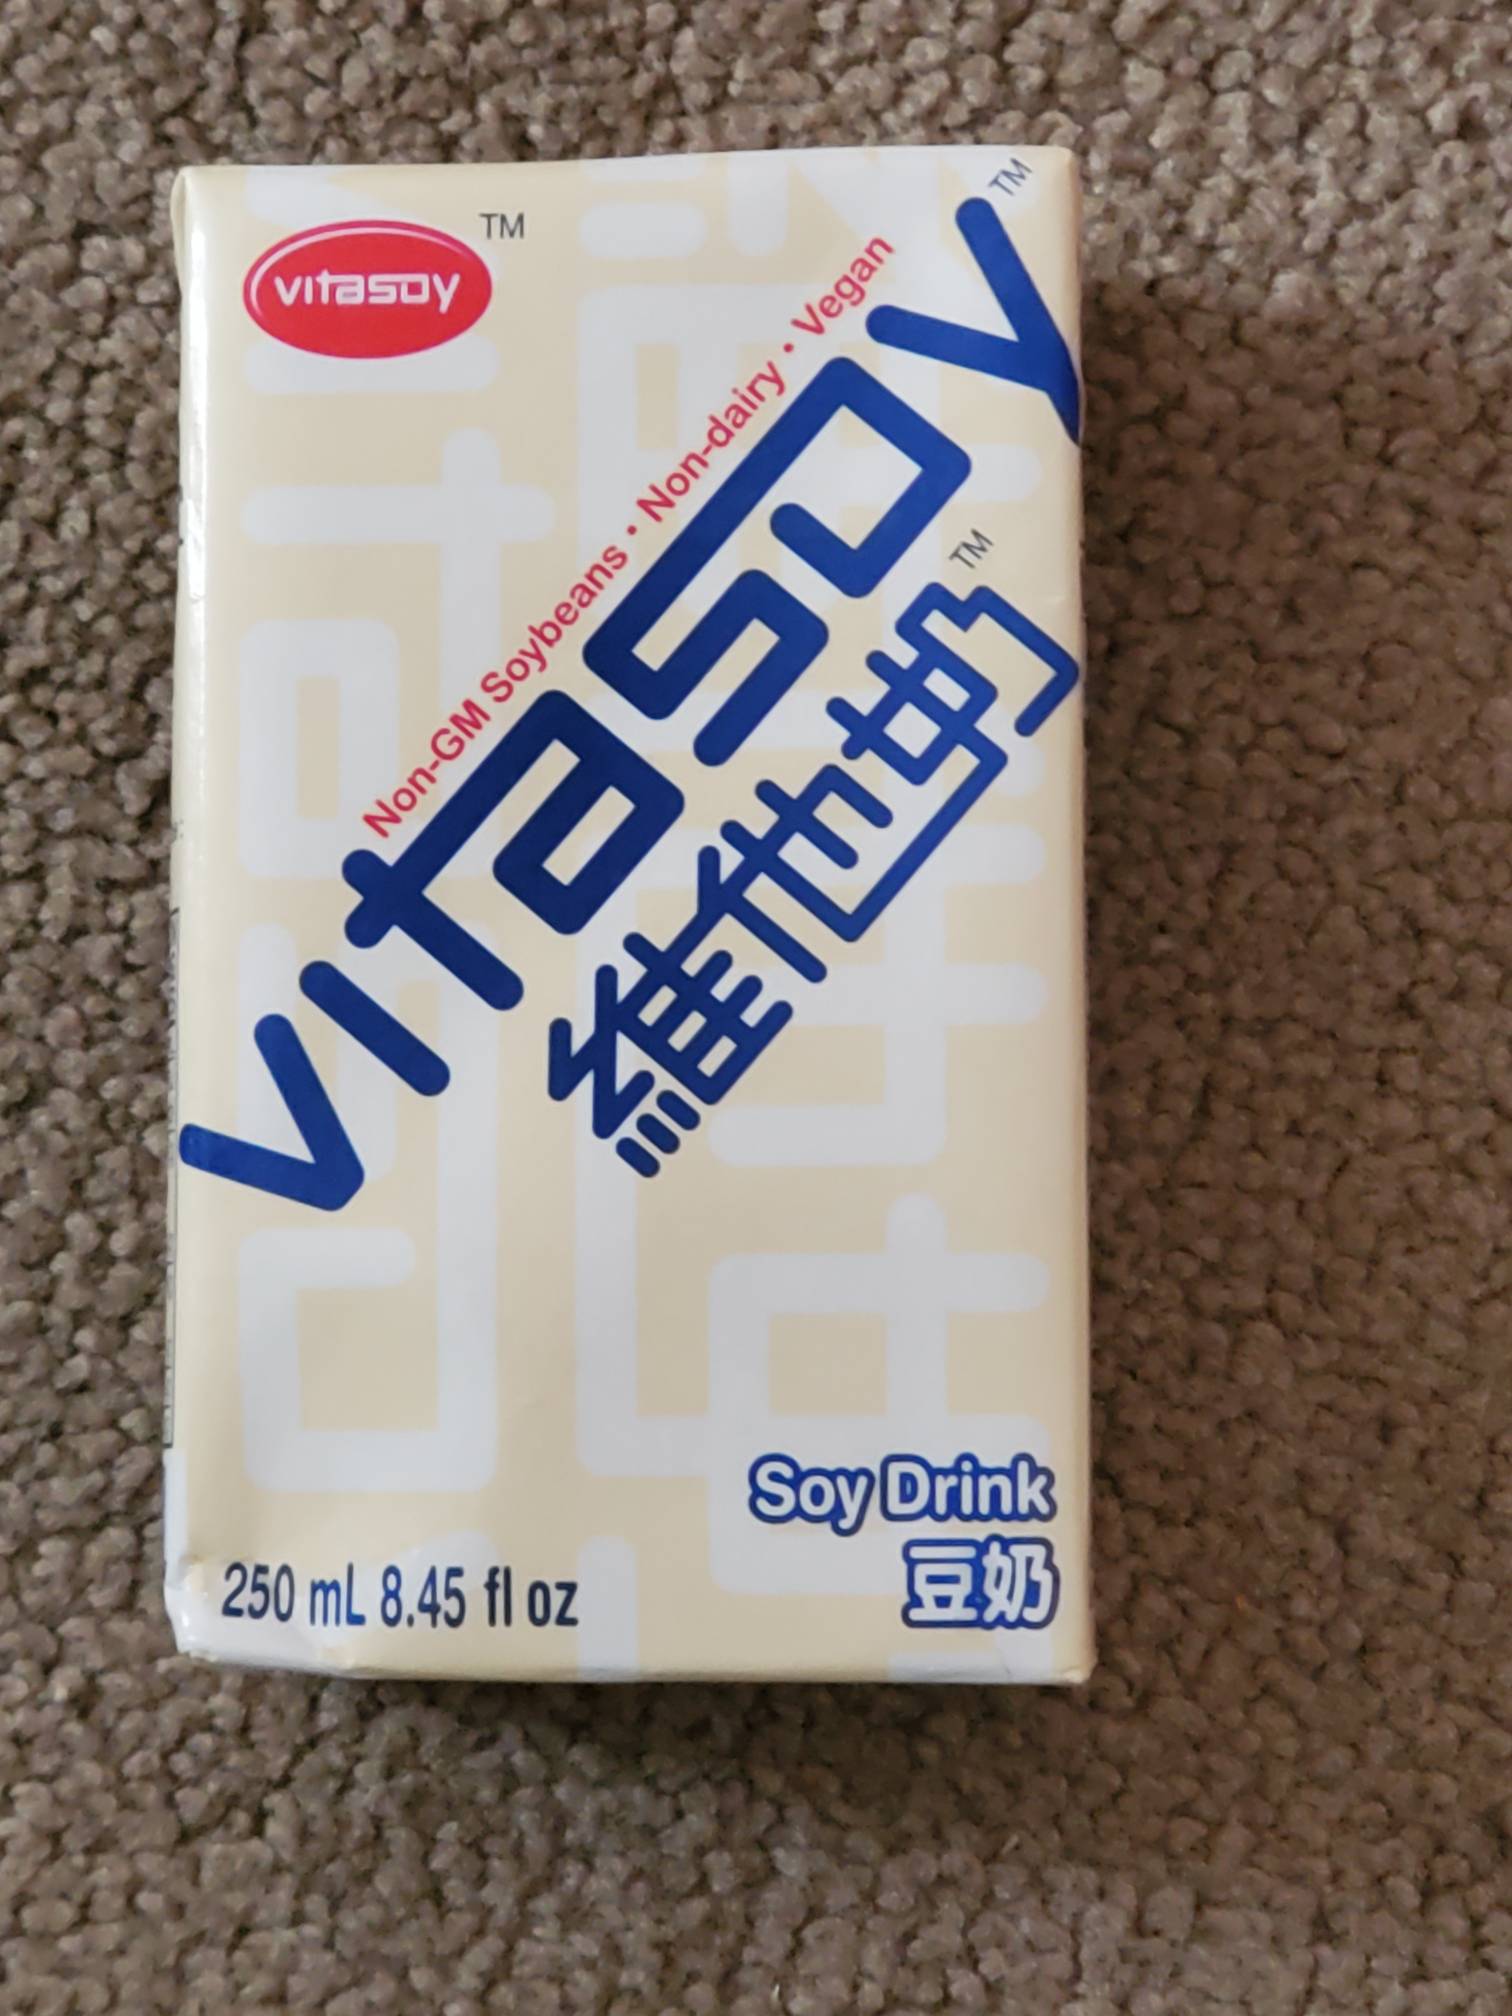 vitasoy TM
Non-GM Soybeans • Non-dairy • Vegan
vitasoy TM
維他奶 TM
Soy Drink
豆奶
250 mL 8.45 fl oz